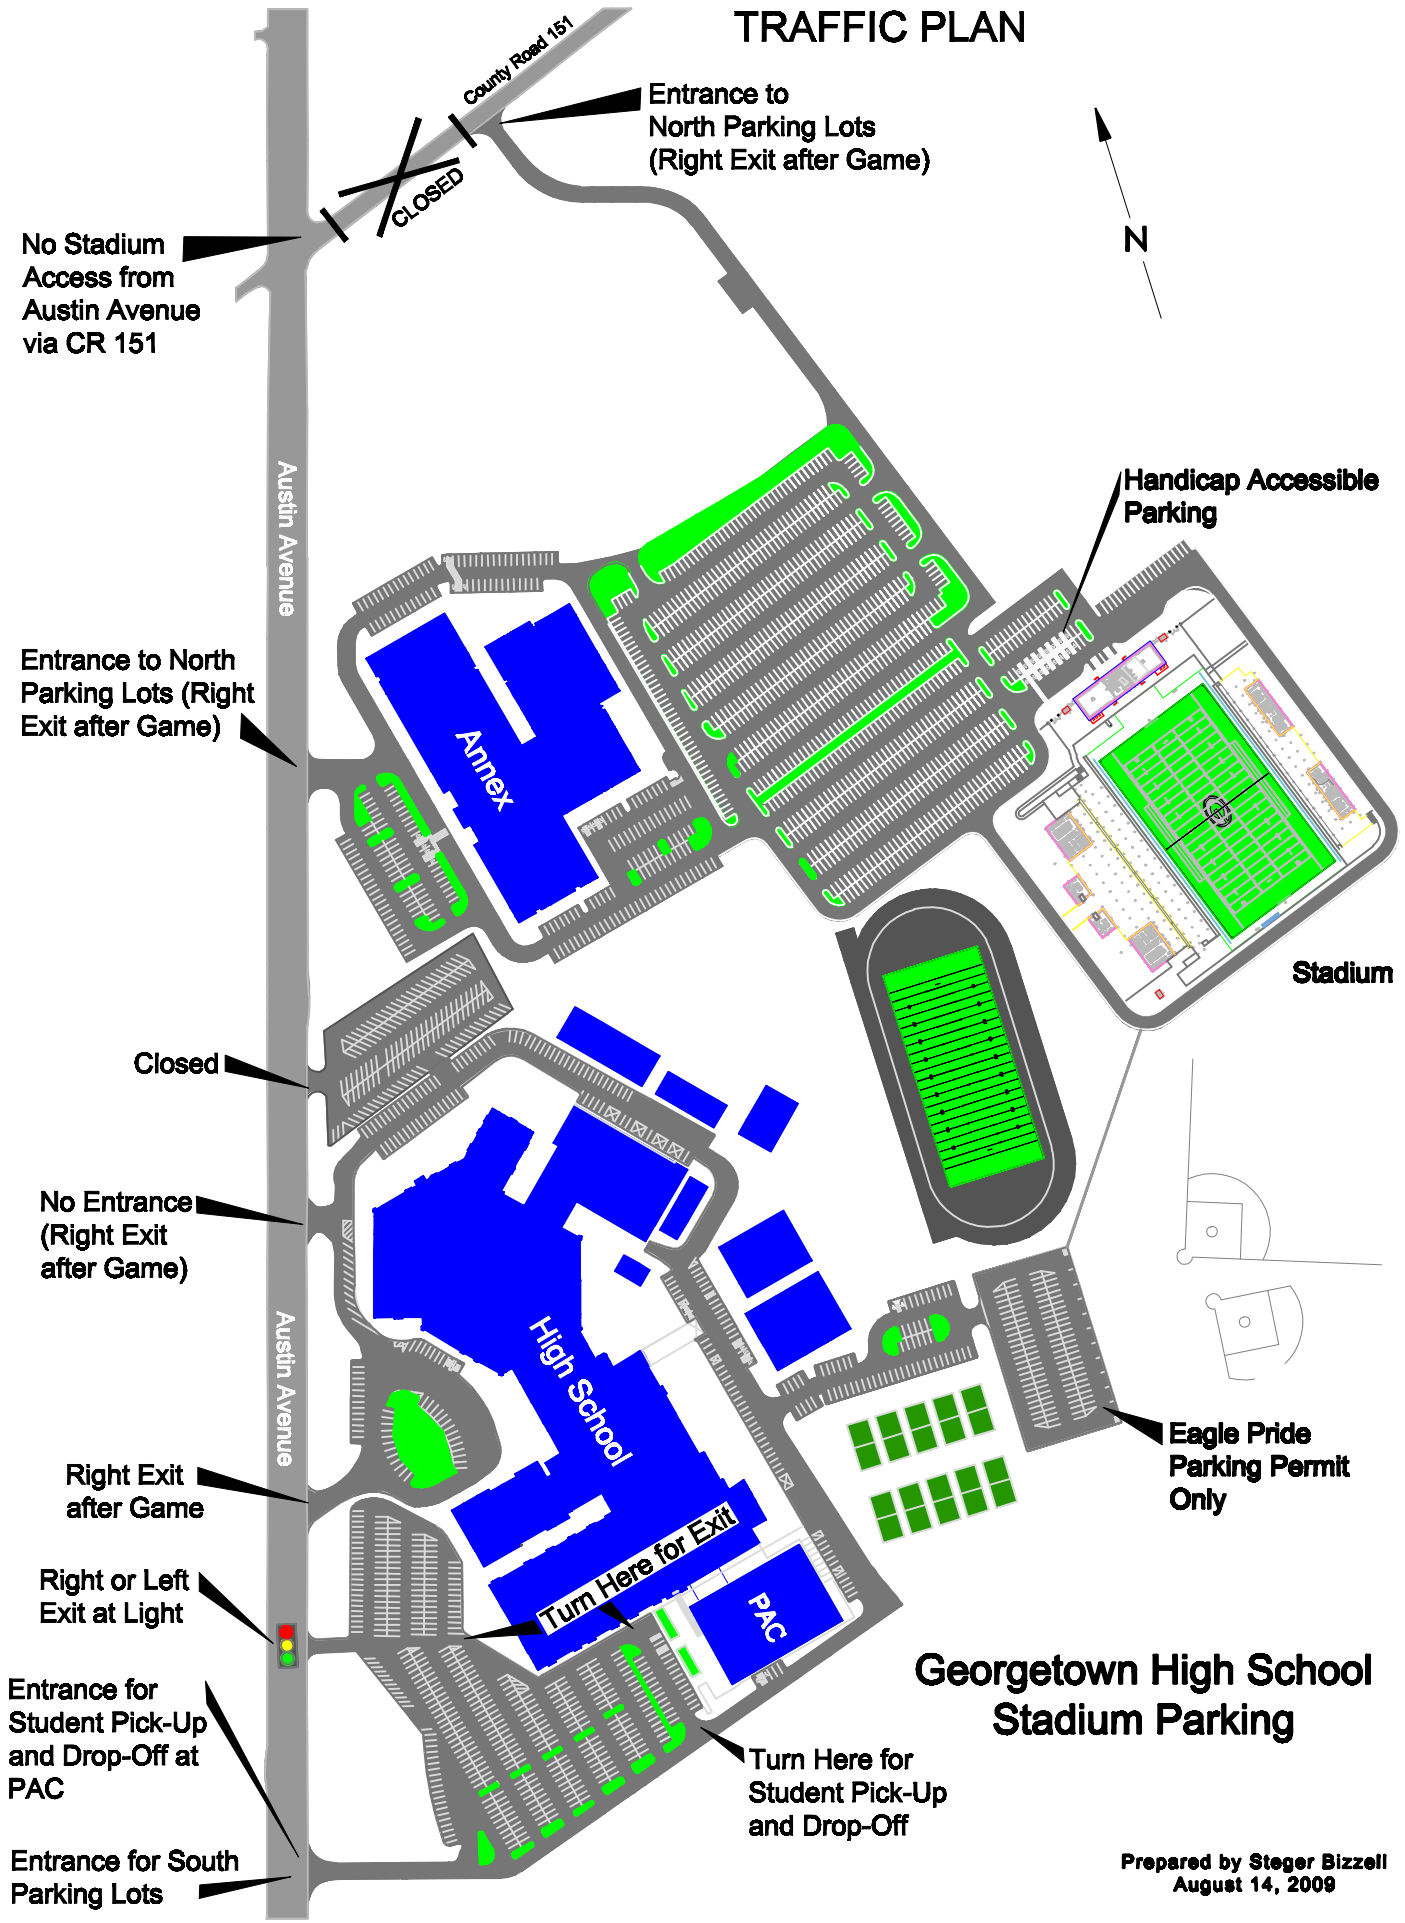 TRAFFIC PLAN
County Road 151
Entrance to
North Parking Lots
(Right Exit after Game)
CLOSED
N
No Stadium
Access from
Austin Avenue
via CR 151
Austin Avenue
Handicap Accessible
Parking
Entrance to North
Parking Lots (Right
Exit after Game)
Annex
Stadium
Closed
No Entrance
(Right Exit
after Game)
Austin Avenue
High School
Eagle Pride
Parking Permit
Only
Right Exit
after Game
Turn Here for Exit
Right or Left
Exit at Light
PAC
Georgetown High School
Stadium Parking
Entrance for
Student Pick-Up
and Drop-Off at
PAC
Turn Here for
Student Pick-Up
and Drop-Off
Entrance for South
Parking Lots
Prepared by Steger Bizzell
August 14, 2009